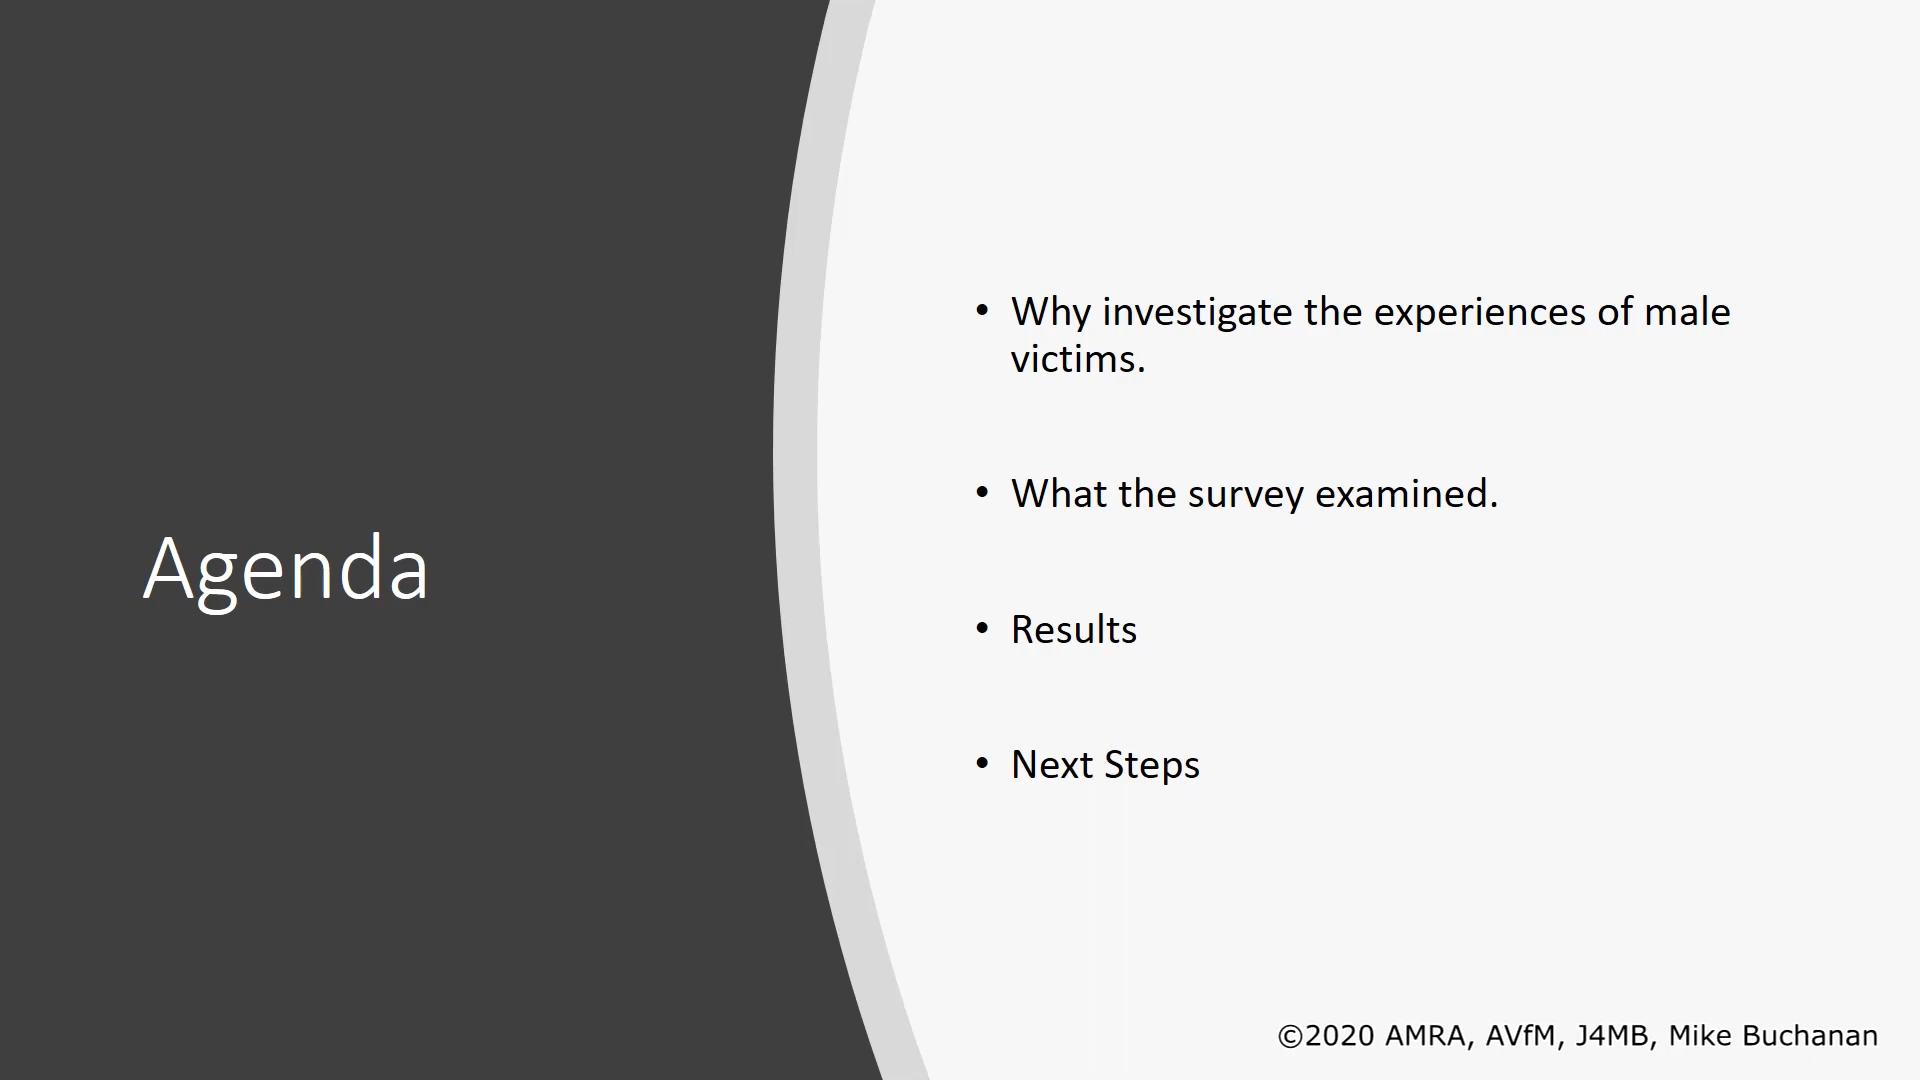 Agenda
• Why investigate the experiences of male
victims.
• What the survey examined.
• Results
• Next Steps
©2020 AMRA, AVfM, J4MB, Mike Buchanan